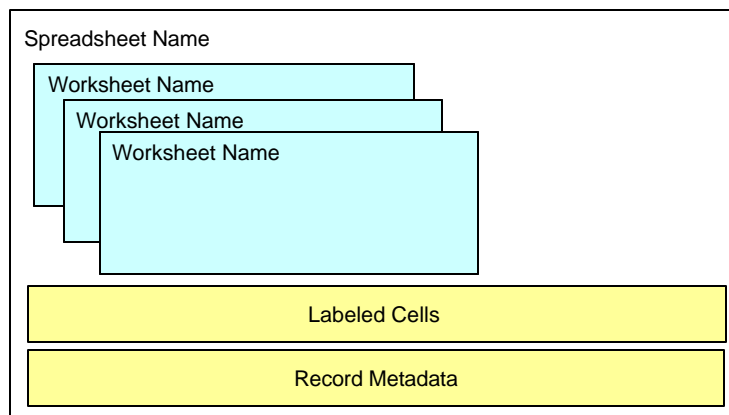 Spreadsheet Name
Worksheet Name
Worksheet Name
Worksheet Name
Labeled Cells
Record Metadata